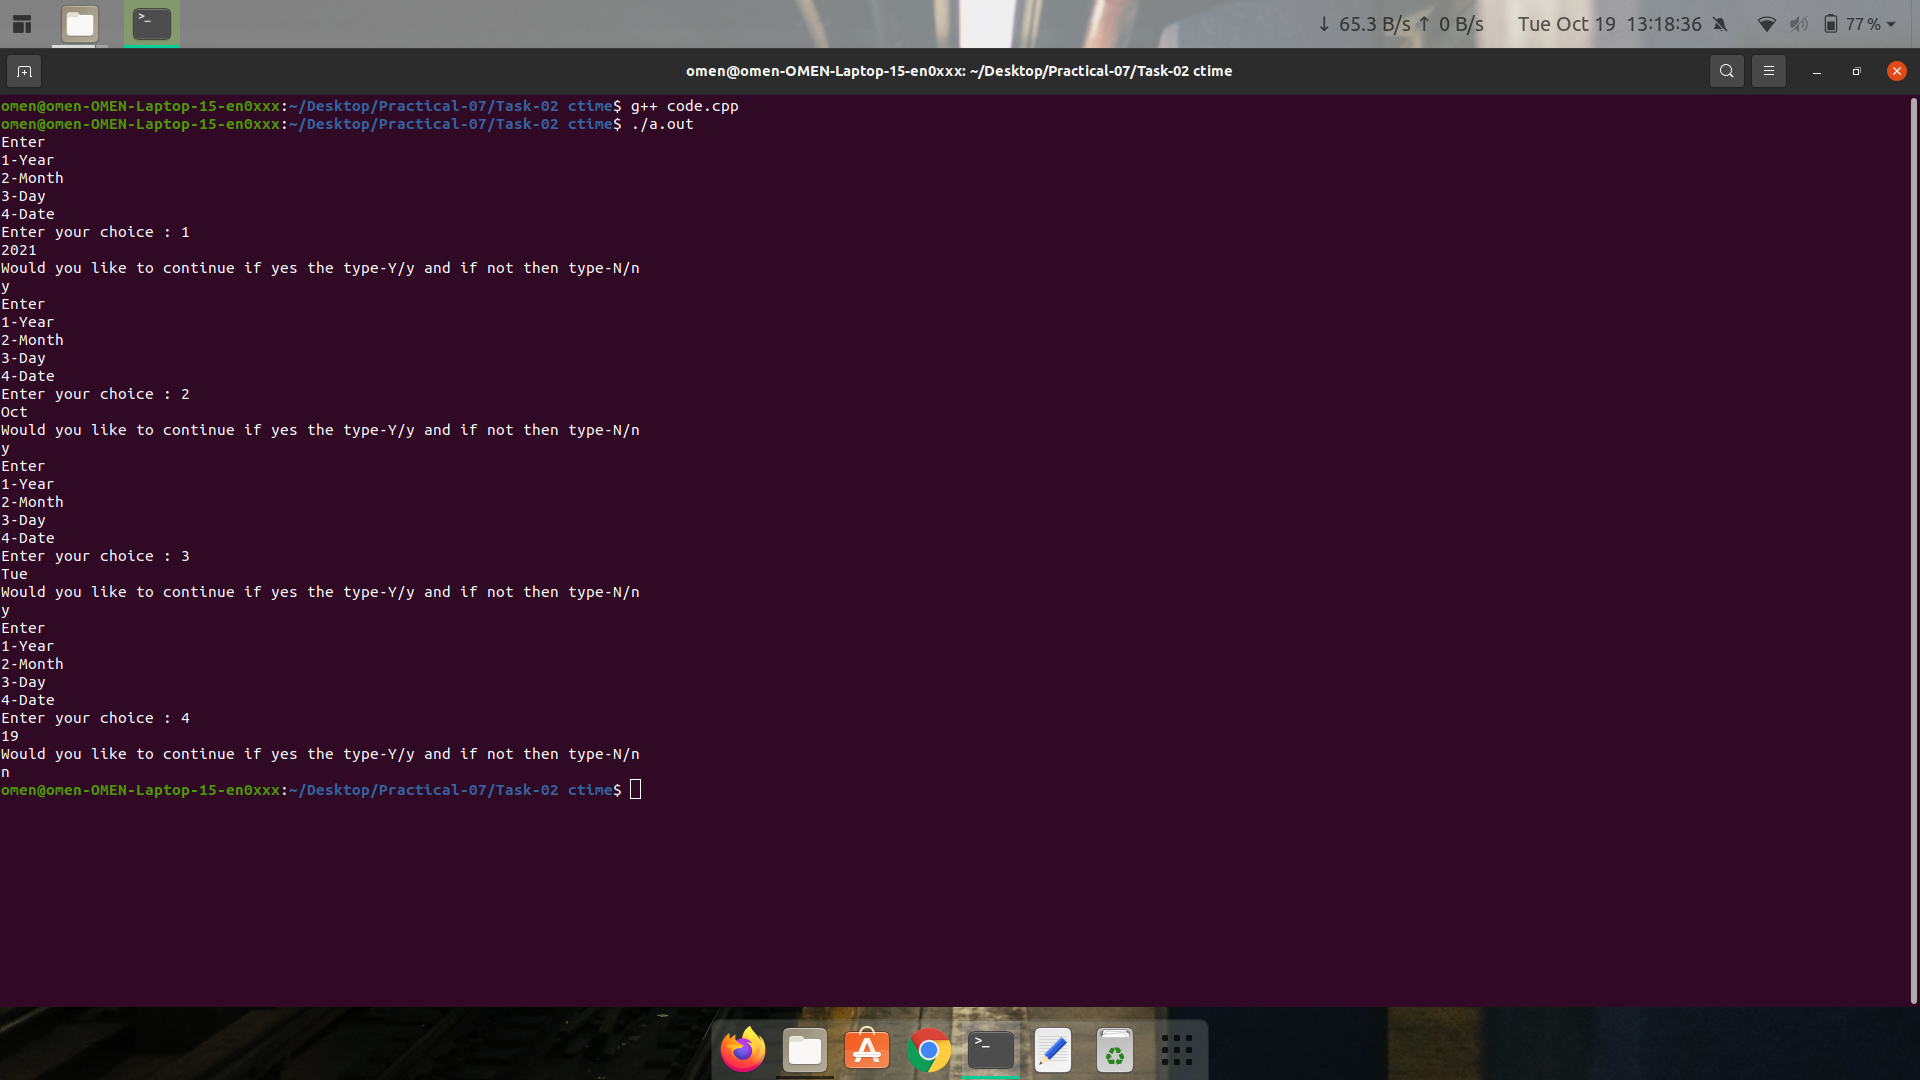 ↓ 65.3 B/s ↑ 0 B/s Tue Oct 19 13:18:36 77 %
omen@omen-OMEN-Laptop-15-en0xxx: ~/Desktop/Practical-07/Task-02 ctime
omen@omen-OMEN-Laptop-15-en0xxx:~/Desktop/Practical-07/Task-02 ctime$ g++ code.cpp
omen@omen-OMEN-Laptop-15-en0xxx:~/Desktop/Practical-07/Task-02 ctime$ ./a.out
Enter
1-Year
2-Month
3-Day
4-Date
Enter your choice : 1
2021
Would you like to continue if yes the type-Y/y and if not then type-N/n
y
Enter
1-Year
2-Month
3-Day
4-Date
Enter your choice : 2
Oct
Would you like to continue if yes the type-Y/y and if not then type-N/n
y
Enter
1-Year
2-Month
3-Day
4-Date
Enter your choice : 3
Tue
Would you like to continue if yes the type-Y/y and if not then type-N/n
y
Enter
1-Year
2-Month
3-Day
4-Date
Enter your choice : 4
19
Would you like to continue if yes the type-Y/y and if not then type-N/n
n
omen@omen-OMEN-Laptop-15-en0xxx:~/Desktop/Practical-07/Task-02 ctime$